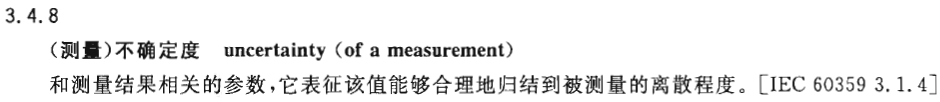 3.4.8
(测量)不确定度 uncertainty (of a measurement)
和测量结果相关的参数,它表征该值能够合理地归结到被测量的离散程度。[IEC 60359 3.1.4]